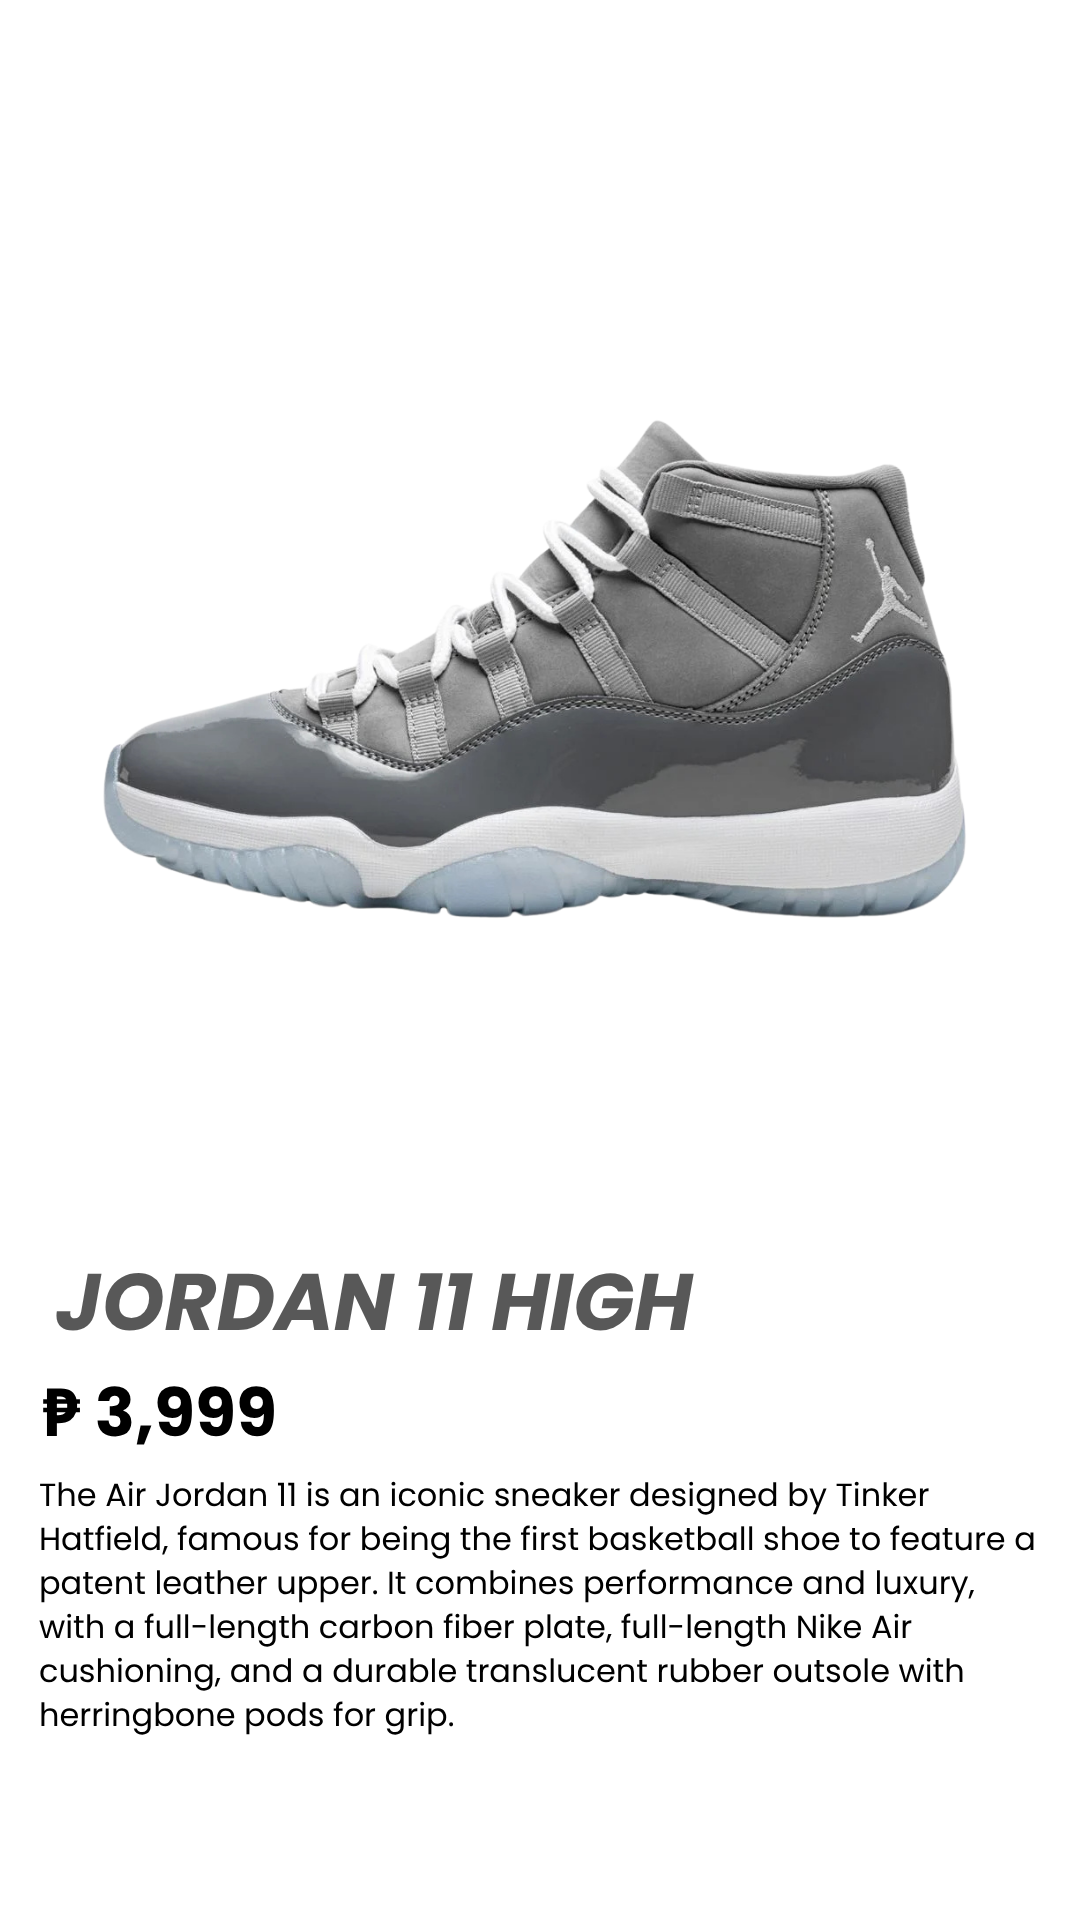 JORDAN 11 HIGH
₱ 3,999
The Air Jordan 11 is an iconic sneaker designed by Tinker
Hatfield, famous for being the first basketball shoe to feature a
patent leather upper. It combines performance and luxury,
with a full-length carbon fiber plate, full-length Nike Air
cushioning, and a durable translucent rubber outsole with
herringbone pods for grip.